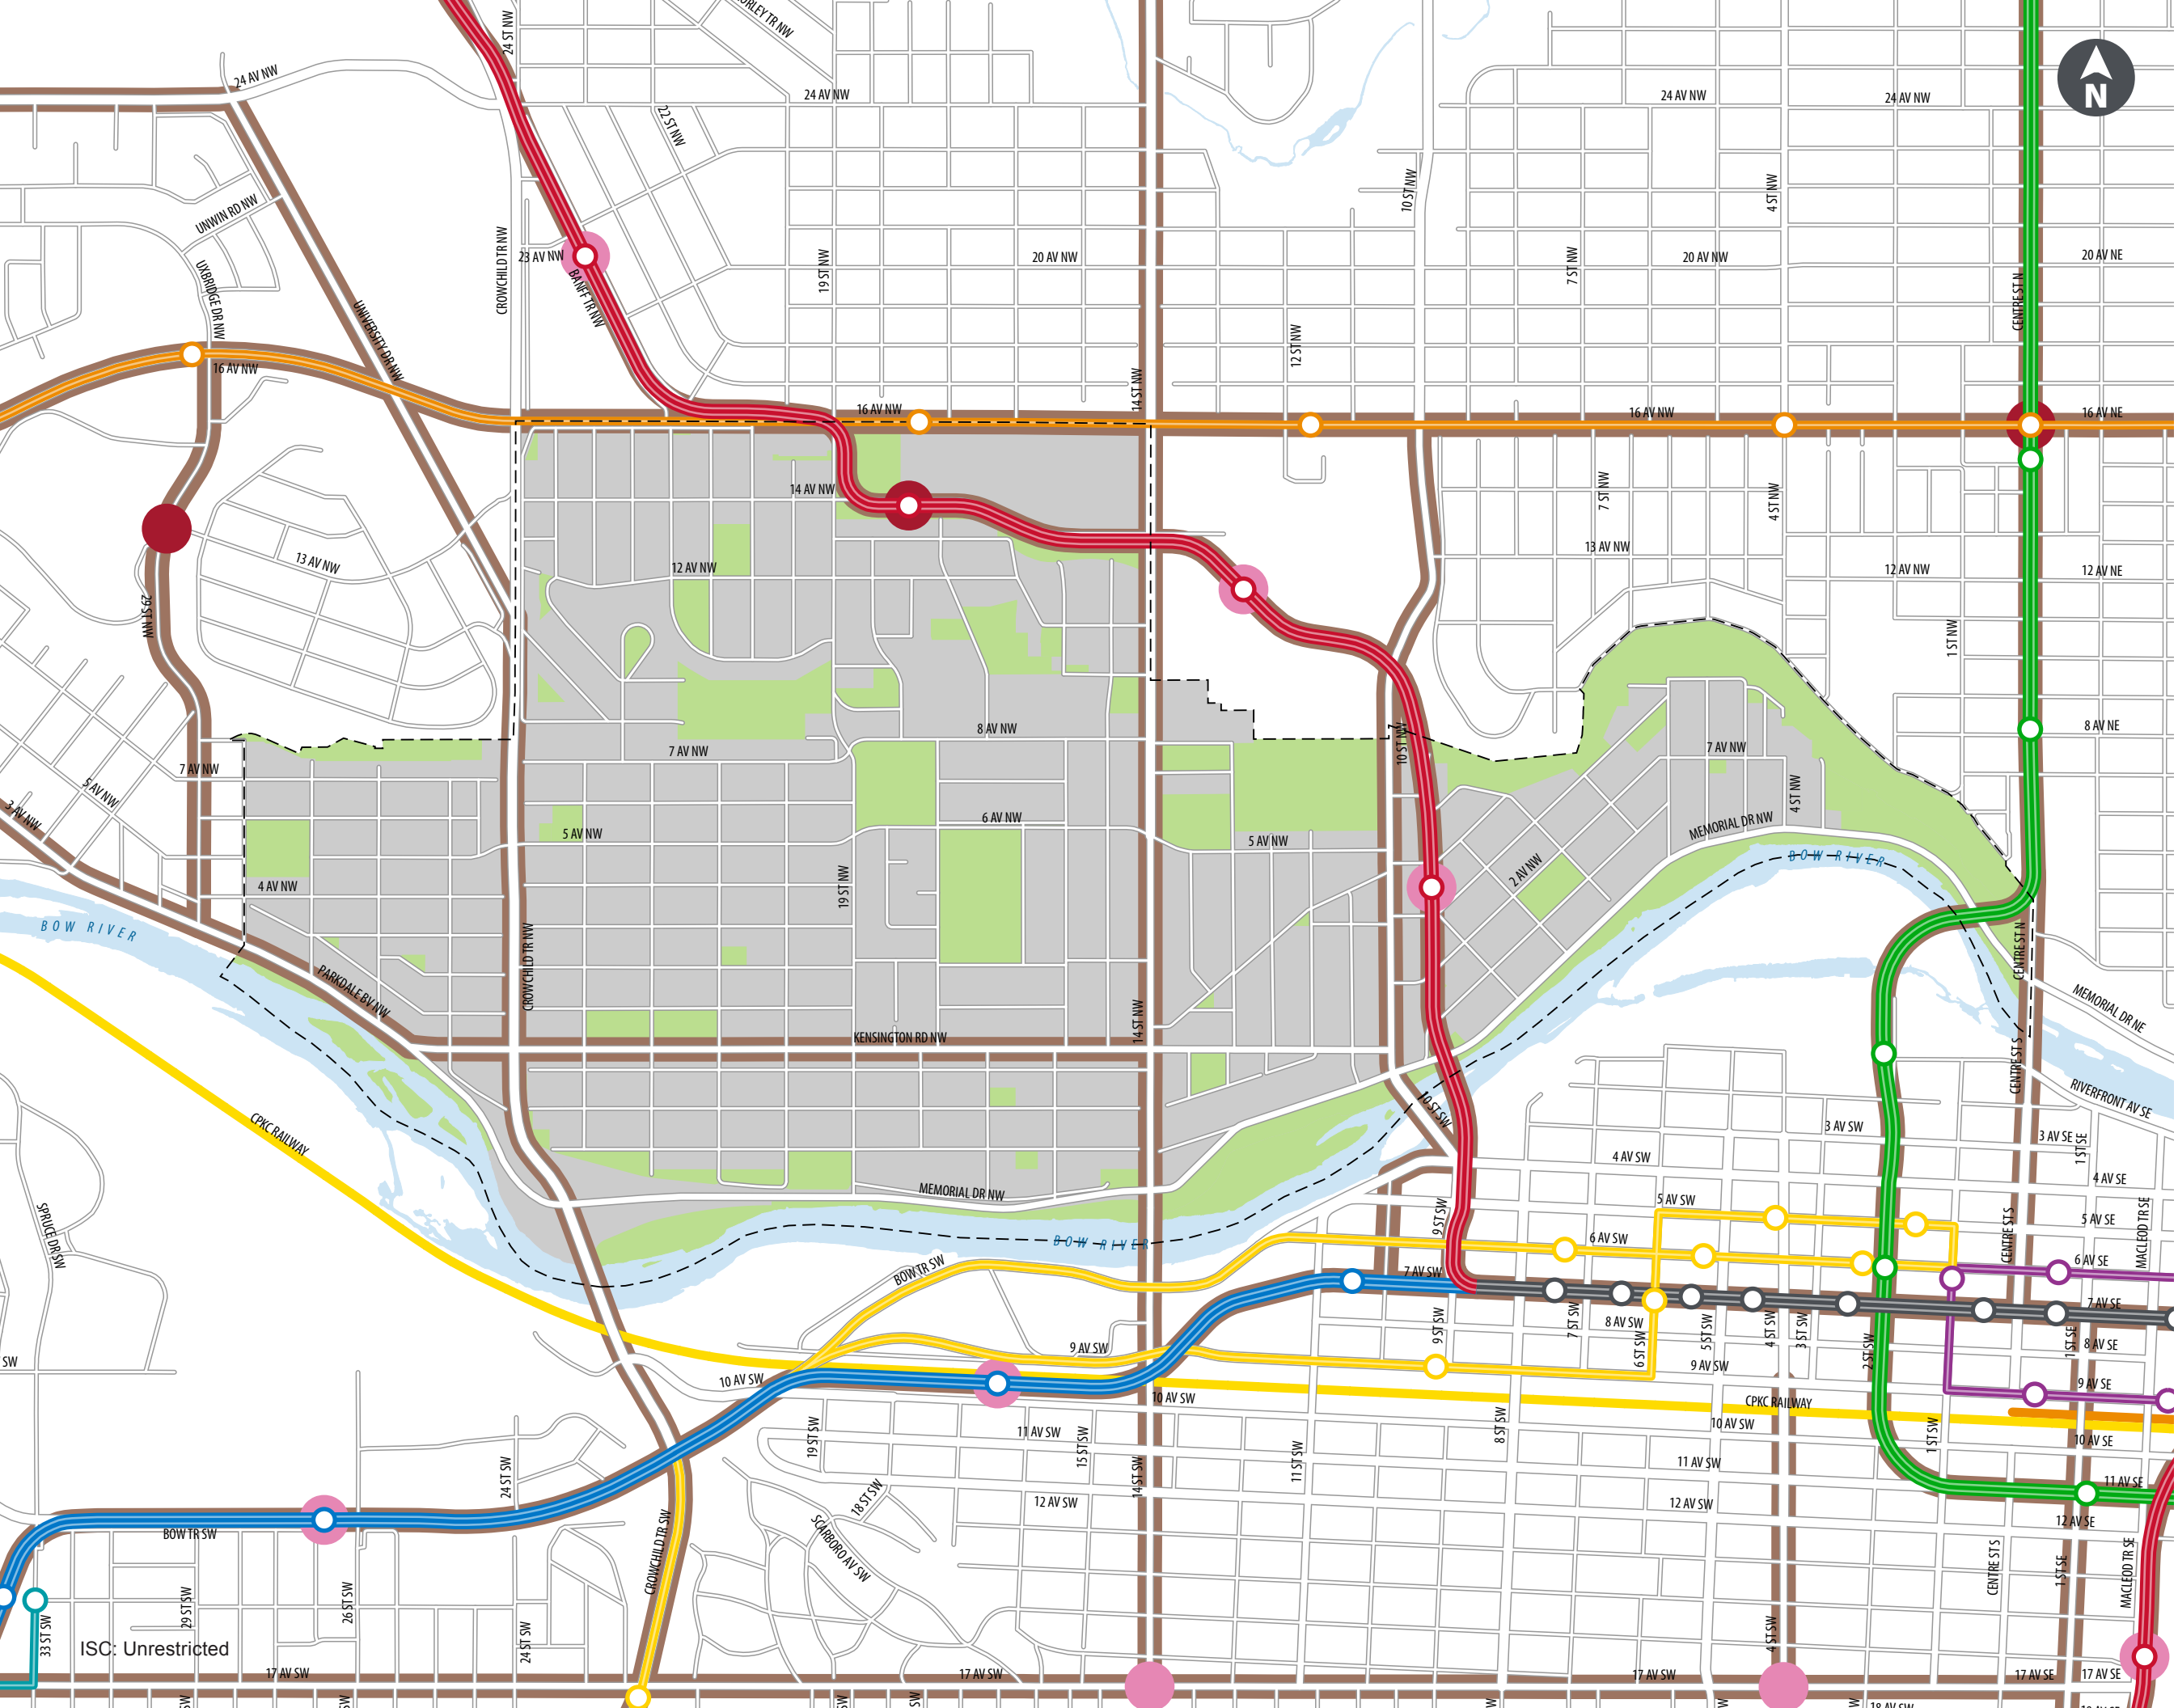 24 ST NW
MORLEY TR NW
24 AV NW
24 AV NW
24 AV NW
24 AV NW
N
22 ST NW
UNWIN RD NW
10 ST NW
4 ST NW
CROWCHILD TR NW
23 AV NW
BANFF TR NW
19 ST NW
20 AV NW
7 ST NW
20 AV NW
20 AV NE
CENTRE ST N
UXBRIDGE DR NW
UNIVERSITY DR NW
12 ST NW
16 AV NW
14 ST NW
16 AV NW
16 AV NW
16 AV NE
14 AV NW
7 ST NW
4 ST NW
13 AV NW
12 AV NW
13 AV NW
12 AV NW
12 AV NE
29 ST NW
1 ST NW
8 AV NW
10 ST NW
8 AV NE
7 AV NW
7 AV NW
7 AV NW
5 AV NW
4 ST NW
3 AV NW
5 AV NW
6 AV NW
5 AV NW
MEMORIAL DR NW
BOW RIVER
4 AV NW
19 ST NW
2 AV NW
BOW RIVER
CROWCHILD TR NW
PARKDALE BV NW
CENTRE ST N
14 ST NW
KENSINGTON RD NW
MEMORIAL DR NE
CENTRE ST S
RIVERFRONT AV SE
CPKC RAILWAY
10 ST SW
3 AV SW
3 AV SE
1 ST SE
4 AV SW
4 AV SE
MEMORIAL DR NW
SPRUCE DR SW
9 ST SW
5 AV SW
5 AV SE
CENTRE ST S
MACLEOD TR SE
BOW RIVER
6 AV SW
6 AV SE
BOW TR SW
7 AV SW
7 AV SE
9 ST SW
7 ST SW
8 AV SW
6 ST SW
5 ST SW
4 ST SW
3 ST SW
2 ST SW
1 ST SE
8 AV SE
SW
9 AV SW
9 AV SW
10 AV SW
10 AV SW
9 AV SE
CPKC RAILWAY
10 AV SW
19 ST SW
11 AV SW
15 ST SW
11 ST SW
8 ST SW
1 ST SW
10 AV SE
24 ST SW
14 ST SW
11 AV SW
11 AV SE
18 ST SW
12 AV SW
12 AV SW
12 AV SE
BOW TR SW
CROWCHILD TR SW
SCARBORO AV SW
CENTRE ST S
1 ST SE
MACLEOD TR SE
29 ST SW
26 ST SW
33 ST SW
24 ST SW
4 ST SW
ISC: Unrestricted
17 AV SW
17 AV SW
17 AV SW
17 AV SE
17 AV SE
SW
SW
SW
SW
SW
SW
SW
18 AV SW